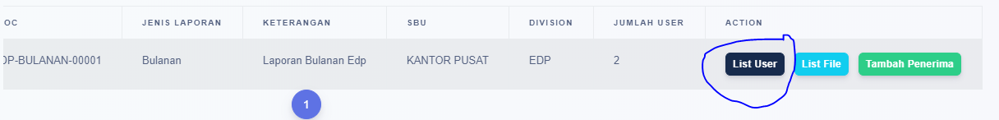 OC JENIS LAPORAN KETERANGAN SBU DIVISION JUMLAH USER ACTION
DP-BULANAN-00001 Bulanan Laporan Bulanan Edp KANTOR PUSAT EDP 2 List User List File Tambah Penerima
1